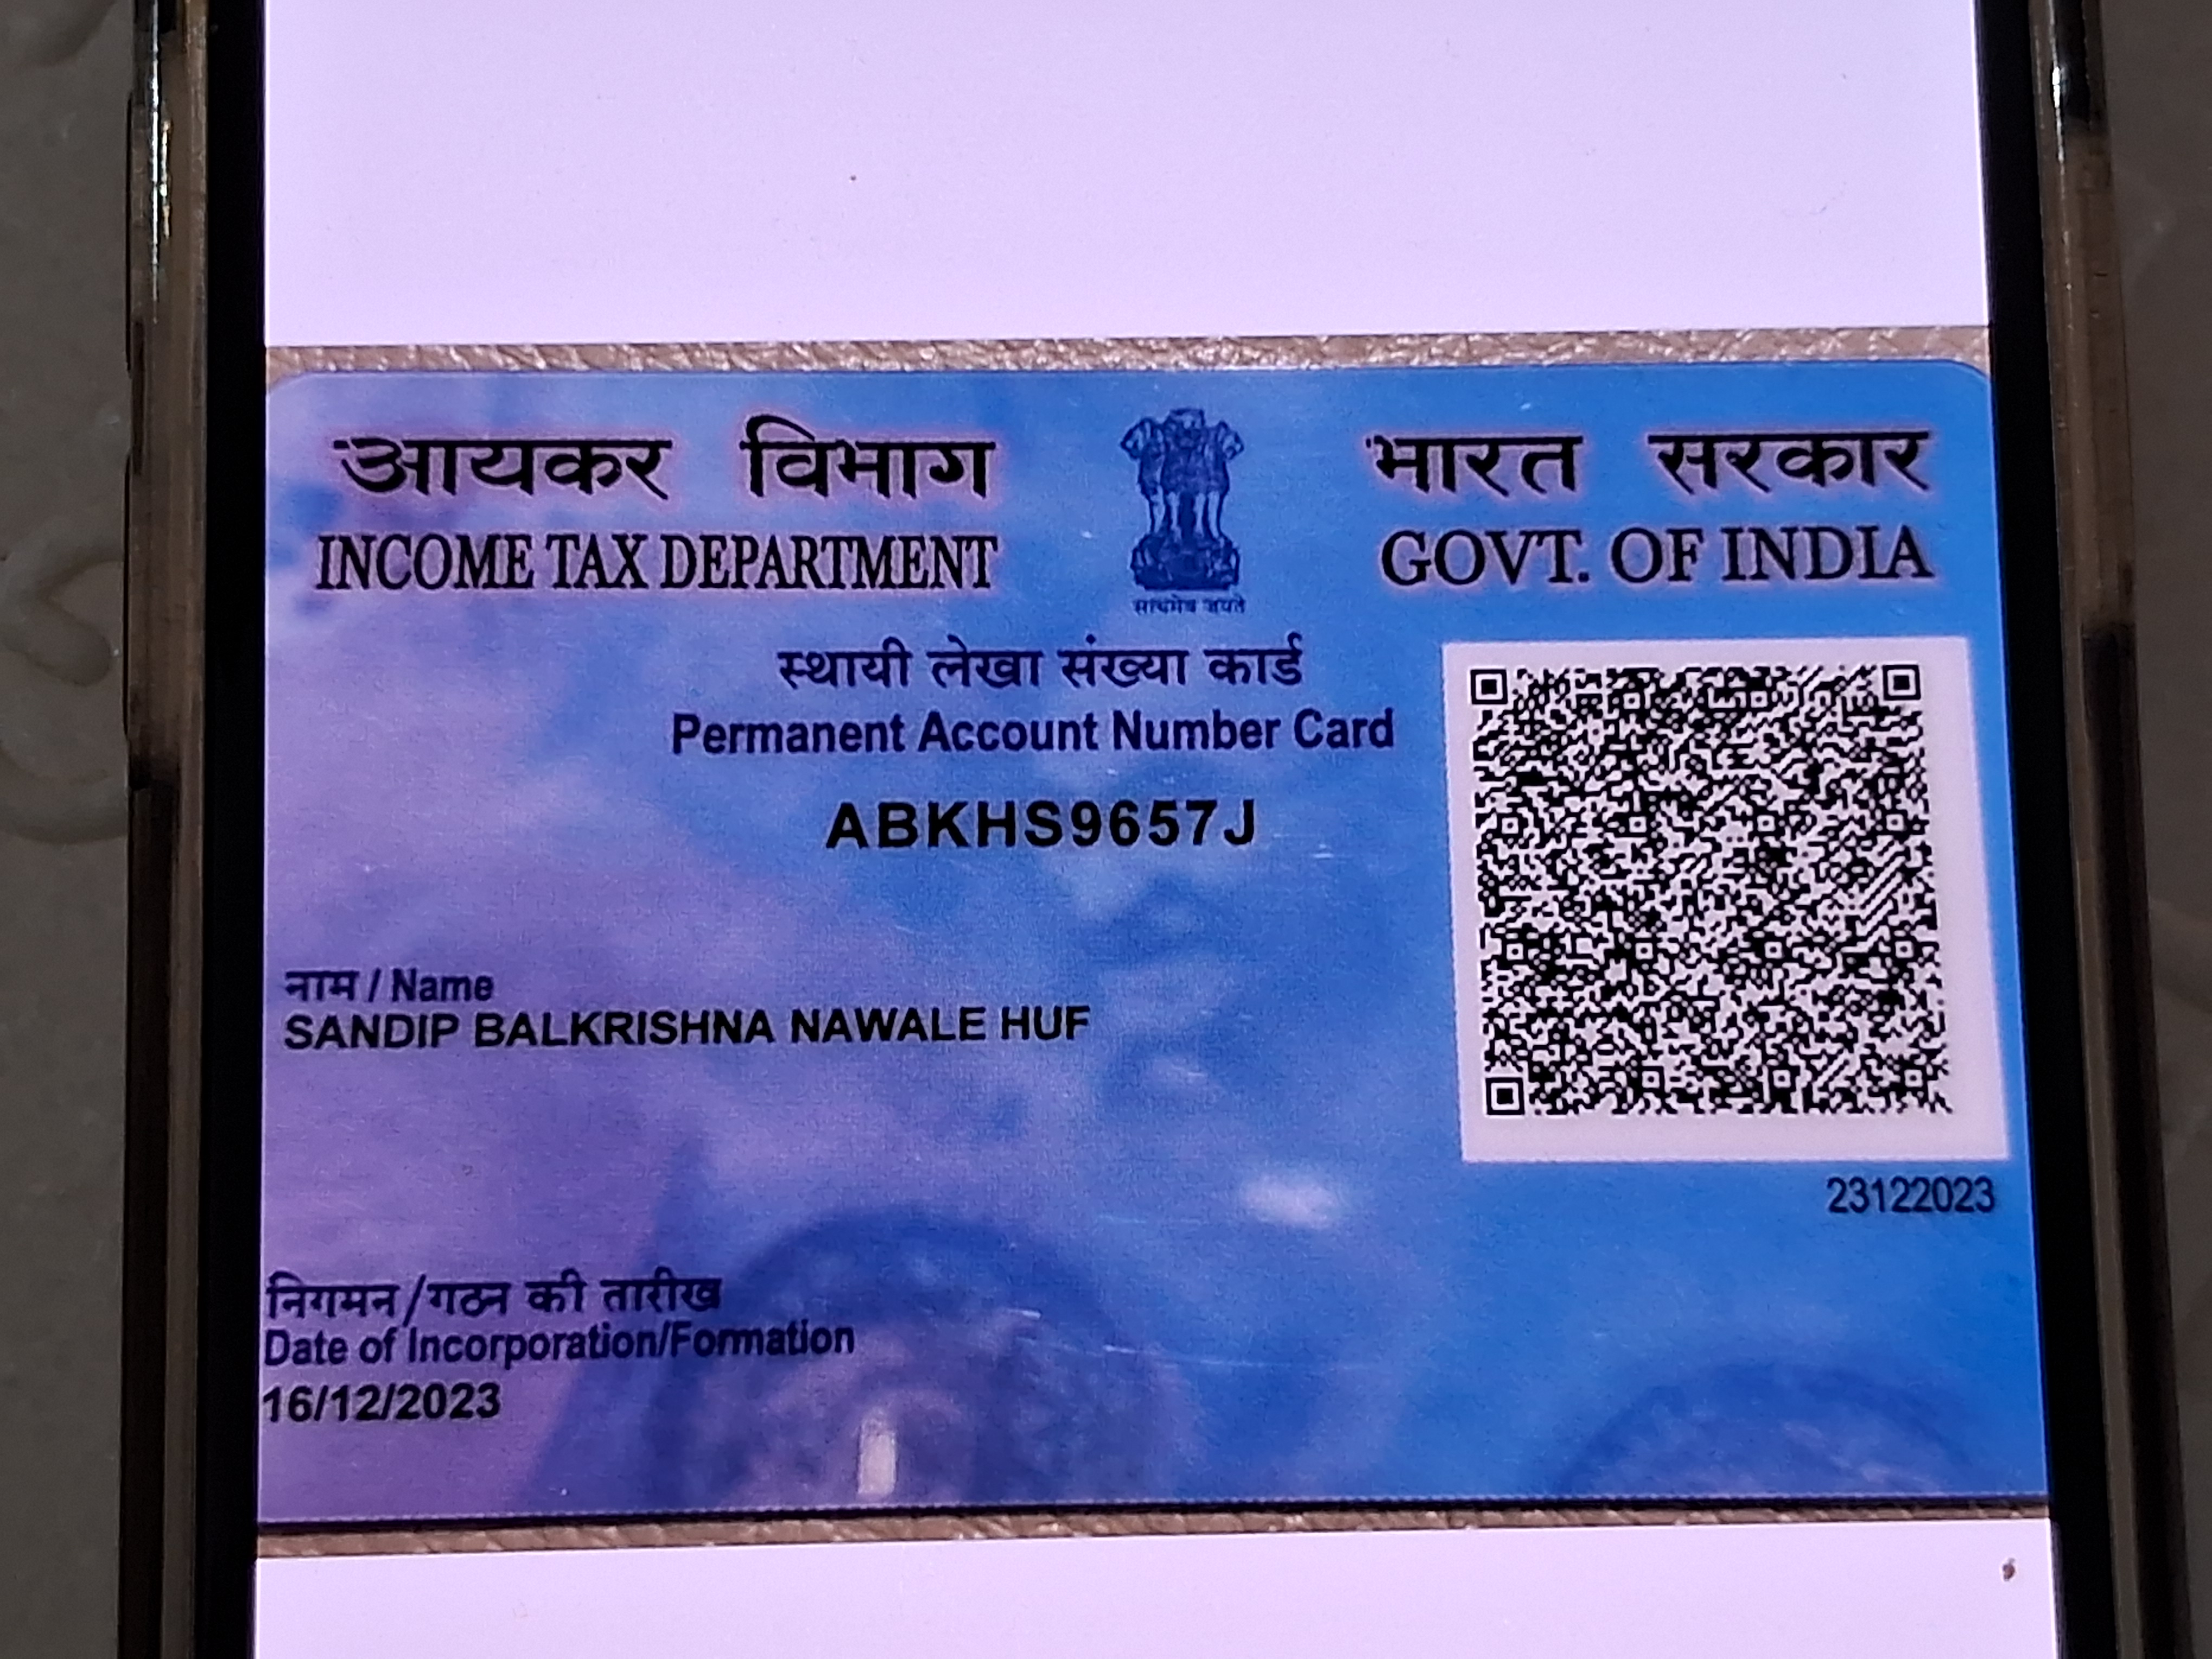 आयकर विभाग
INCOME TAX DEPARTMENT
सत्यमेव जयते
भारत सरकार
GOVT. OF INDIA
स्थायी लेखा संख्या कार्ड
Permanent Account Number Card
ABKHS9657J
नाम / Name
SANDIP BALKRISHNA NAWALE HUF
23122023
निगमन/गठन की तारीख
Date of Incorporation/Formation
16/12/2023